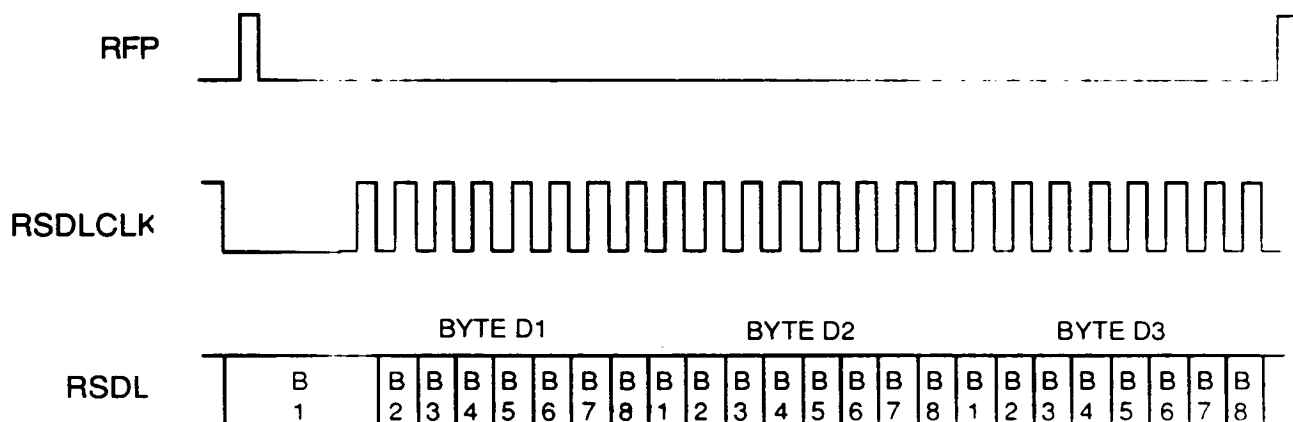 RFP
RSDLCLK
BYTE D1 BYTE D2 BYTE D3
RSDL
B B B B B B B B B B B B B B B B B B B B B B B B
1 2 3 4 5 6 7 8 1 2 3 4 5 6 7 8 1 2 3 4 5 6 7 8